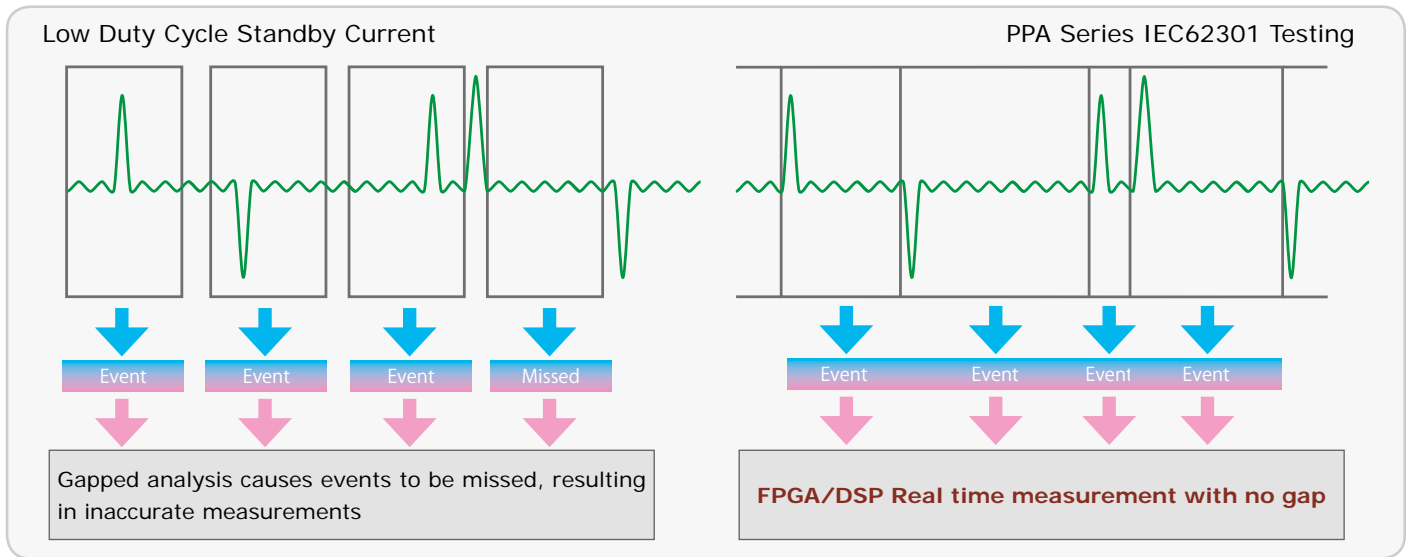 Low Duty Cycle Standby Current
PPA Series IEC62301 Testing
Event
Event
Event
Missed
Event
Event
Event
Event
Gapped analysis causes events to be missed, resulting
in inaccurate measurements
FPGA/DSP Real time measurement with no gap